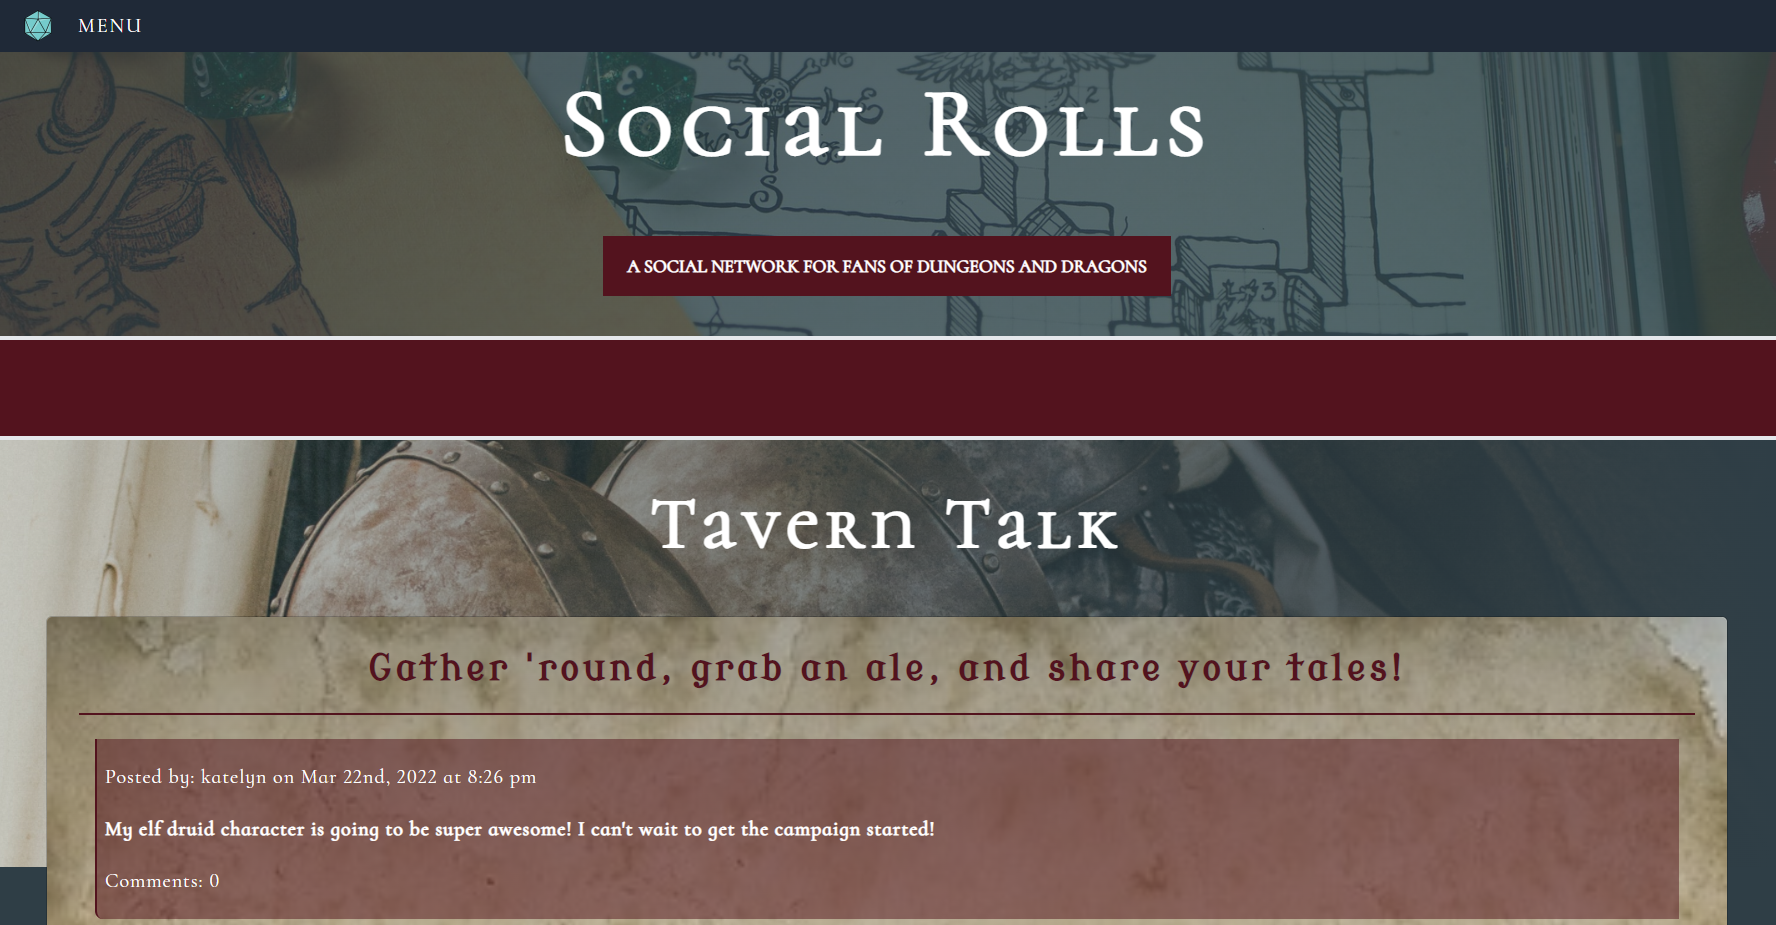 MENU
Social Rolls
A SOCIAL NETWORK FOR FANS OF DUNGEONS AND DRAGONS
Tavern Talk
Gather 'round, grab an ale, and share your tales!
Posted by: katelyn on Mar 22nd, 2022 at 8:26 pm
My elf druid character is going to be super awesome! I can't wait to get the campaign started!
Comments: 0